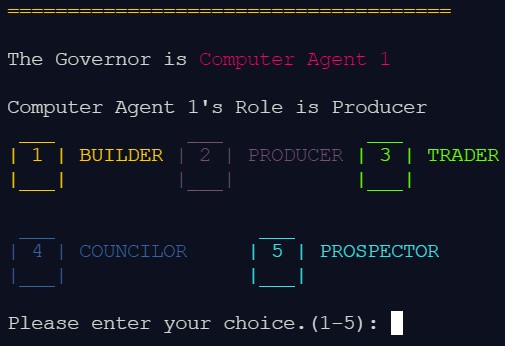 =====================================
The Governor is Computer Agent 1
Computer Agent 1's Role is Producer
| 1 | BUILDER | 2 | PRODUCER | 3 | TRADER
| 4 | COUNCILOR | 5 | PROSPECTOR
Please enter your choice.(1-5):